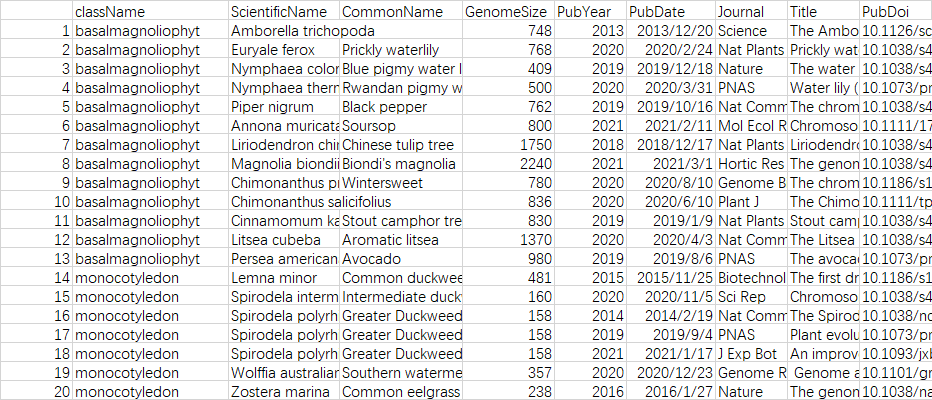 className ScientificName CommonName GenomeSize PubYear PubDate Journal Title PubDoi
1 basalmagnoliophyt Amborella trichopoda 748 2013 2013/12/20 Science The Ambo 10.1126/sc
2 basalmagnoliophyt Euryale ferox Prickly waterlily 768 2020 2020/2/24 Nat Plants Prickly wat 10.1038/s4
3 basalmagnoliophyt Nymphaea color Blue pigmy water l 409 2019 2019/12/18 Nature The water 10.1038/s4
4 basalmagnoliophyt Nymphaea therr Rwandan pigmy w 500 2020 2020/3/31 PNAS Water lily ( 10.1073/pr
5 basalmagnoliophyt Piper nigrum Black pepper 762 2019 2019/10/16 Nat Comm The chrom 10.1038/s4
6 basalmagnoliophyt Annona muricata Soursop 800 2021 2021/2/11 Mol Ecol R Chromoso 10.1111/17
7 basalmagnoliophyt Liriodendron chi Chinese tulip tree 1750 2018 2018/12/17 Nat Plants Liriodendr 10.1038/s4
8 basalmagnoliophyt Magnolia biondii Biondi's magnolia 2240 2021 2021/3/1 Hortic Res The genon 10.1038/s4
9 basalmagnoliophyt Chimonanthus pr Wintersweet 780 2020 2020/8/10 Genome B The chrom 10.1186/s1
10 basalmagnoliophyt Chimonanthus salicifolius 836 2020 2020/6/10 Plant J The Chimo 10.1111/tp
11 basalmagnoliophyt Cinnamomum ka Stout camphor tre 830 2019 2019/1/9 Nat Plants Stout cam 10.1038/s4
12 basalmagnoliophyt Litsea cubeba Aromatic litsea 1370 2020 2020/4/3 Nat Comm The Litsea 10.1038/s4
13 basalmagnoliophyt Persea american Avocado 980 2019 2019/8/6 PNAS The avoca 10.1073/pr
14 monocotyledon Lemna minor Common duckwee 481 2015 2015/11/25 Biotechnol The first dr 10.1186/s1
15 monocotyledon Spirodela interm Intermediate duck 160 2020 2020/11/5 Sci Rep Chromoso 10.1038/s4
16 monocotyledon Spirodela polyrh Greater Duckweed 158 2014 2014/2/19 Nat Comm The Spirod 10.1038/nc
17 monocotyledon Spirodela polyrh Greater Duckweed 158 2019 2019/9/4 PNAS Plant evolu 10.1073/pr
18 monocotyledon Spirodela polyrh Greater Duckweed 158 2021 2021/1/17 J Exp Bot An improv 10.1093/jxb
19 monocotyledon Wolffia australian Southern waterme 357 2020 2020/12/23 Genome R Genome a 10.1101/gr
20 monocotyledon Zostera marina Common eelgrass 238 2016 2016/1/27 Nature The genon 10.1038/na